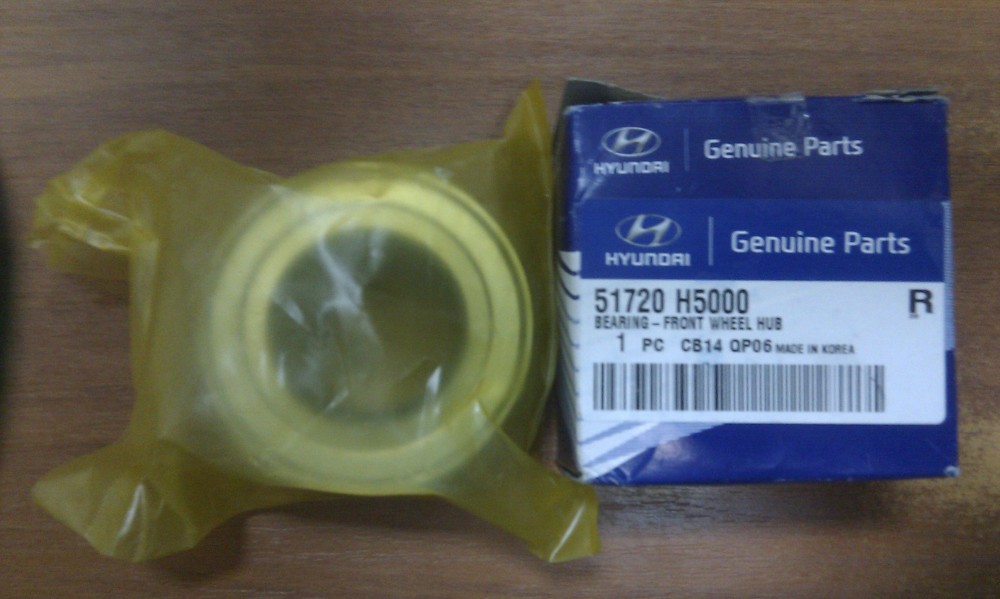 HYUNDAI
Genuine Parts
HYUNDAI
Genuine Parts
51720 H5000
R
BEARING-FRONT WHEEL HUB
1 PC CB14 QP06 MADE IN KOREA